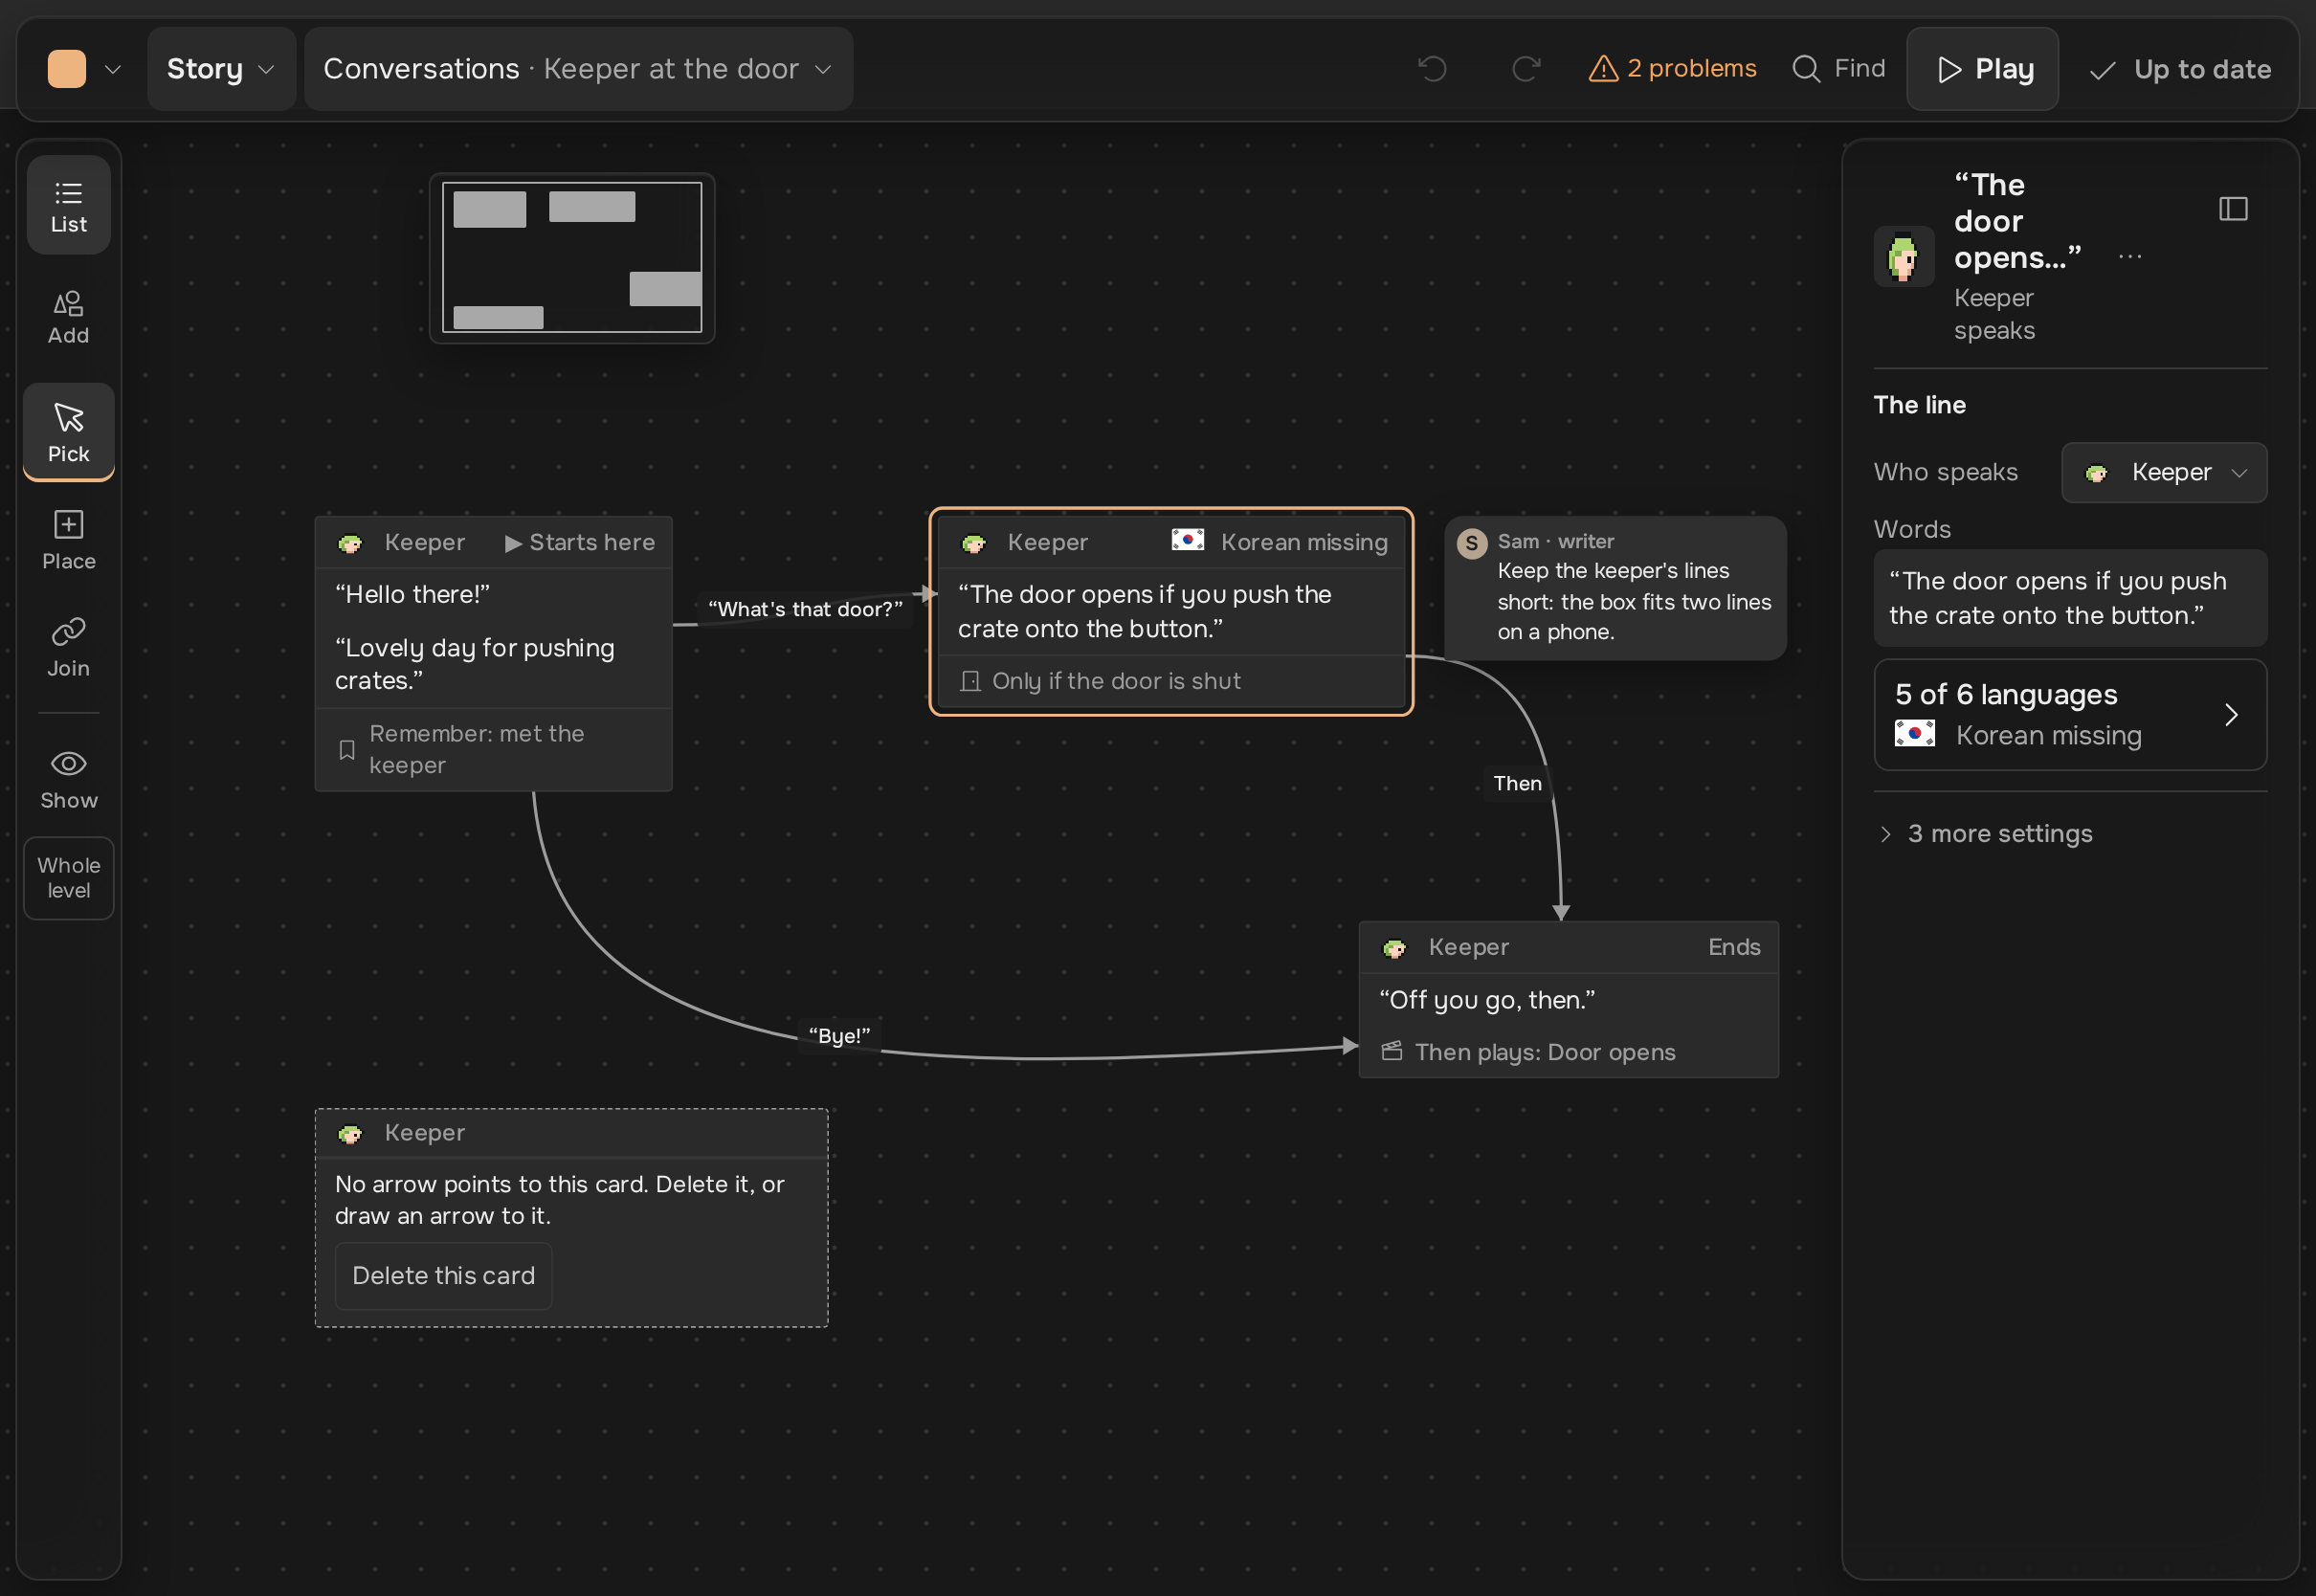 Story
Conversations · Keeper at the door
2 problems
Find
Play
Up to date
List
Add
Pick
Place
Join
Show
Whole
level
Keeper
▶ Starts here
“Hello there!”
“Lovely day for pushing
crates.”
Remember: met the
keeper
“What's that door?”
Keeper
Korean missing
“The door opens if you push the
crate onto the button.”
Only if the door is shut
S
Sam · writer
Keep the keeper's lines
short: the box fits two lines
on a phone.
Then
“Bye!”
Keeper
Ends
“Off you go, then.”
Then plays: Door opens
Keeper
No arrow points to this card. Delete it, or
draw an arrow to it.
Delete this card
“The
door
opens...”
Keeper
speaks
The line
Who speaks
Keeper
Words
“The door opens if you push
the crate onto the button.”
5 of 6 languages
Korean missing
3 more settings